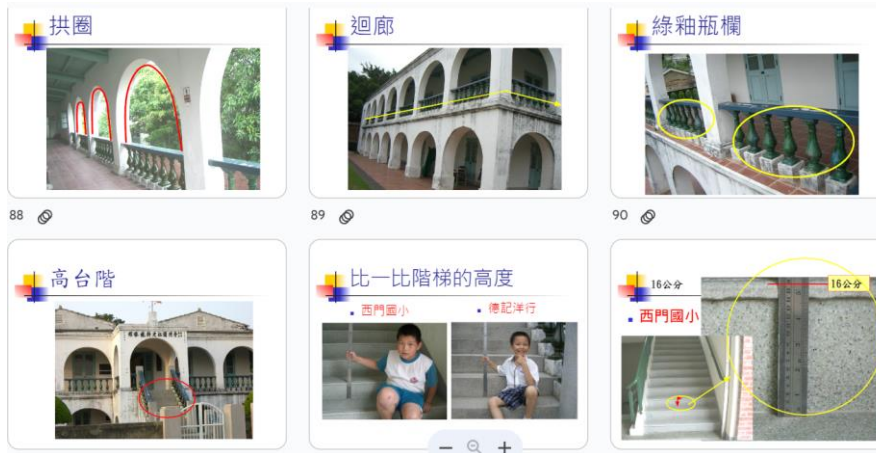 拱圈
迴廊
綠釉瓶欄
88
89
90
高台階
比一比階梯的高度
西門國小
德記洋行
16公分
16公分
西門國小